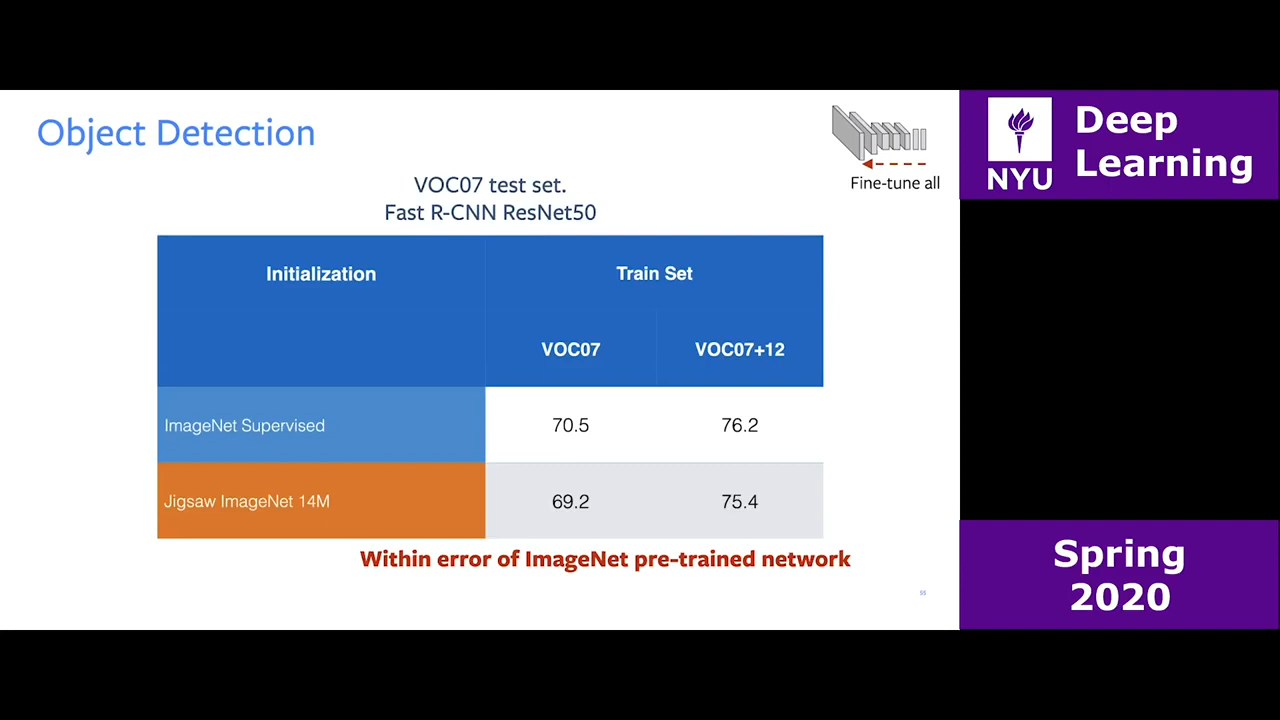 Object Detection
Fine-tune all
VOC07 test set.
Fast R-CNN ResNet50
Initialization Train Set
VOC07 VOC07+12
ImageNet Supervised 70.5 76.2
Jigsaw ImageNet 14M 69.2 75.4
Within error of ImageNet pre-trained network
55
NYU
Deep
Learning
Spring
2020